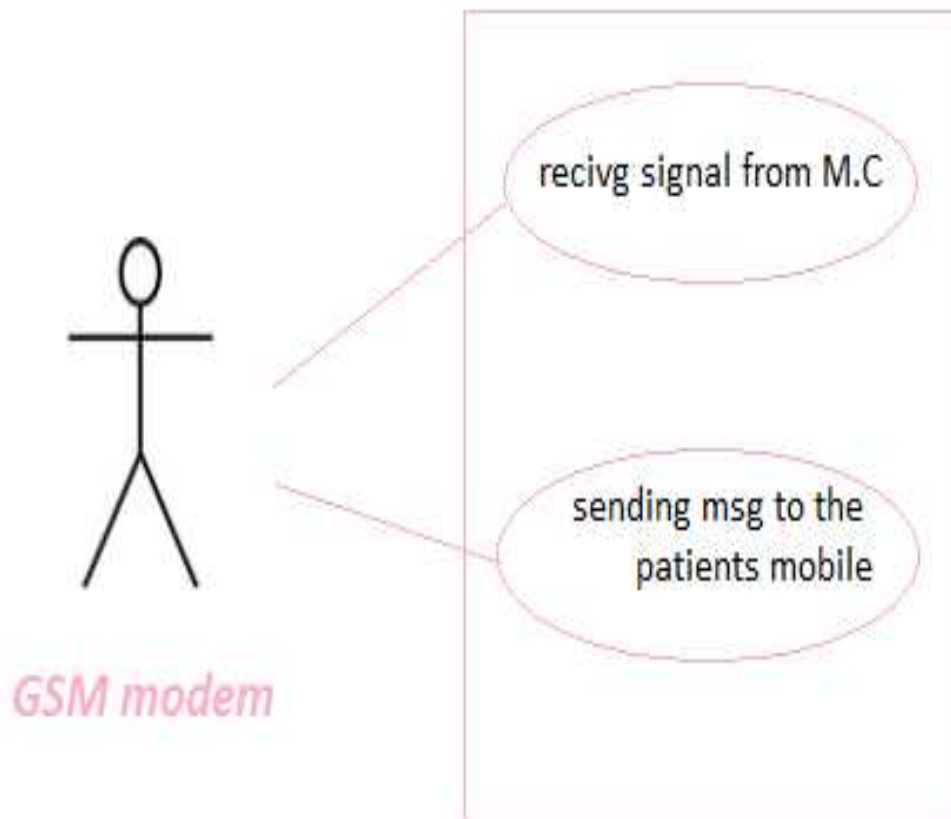 recivg signal from M.C
sending msg to the
patients mobile
GSM modem